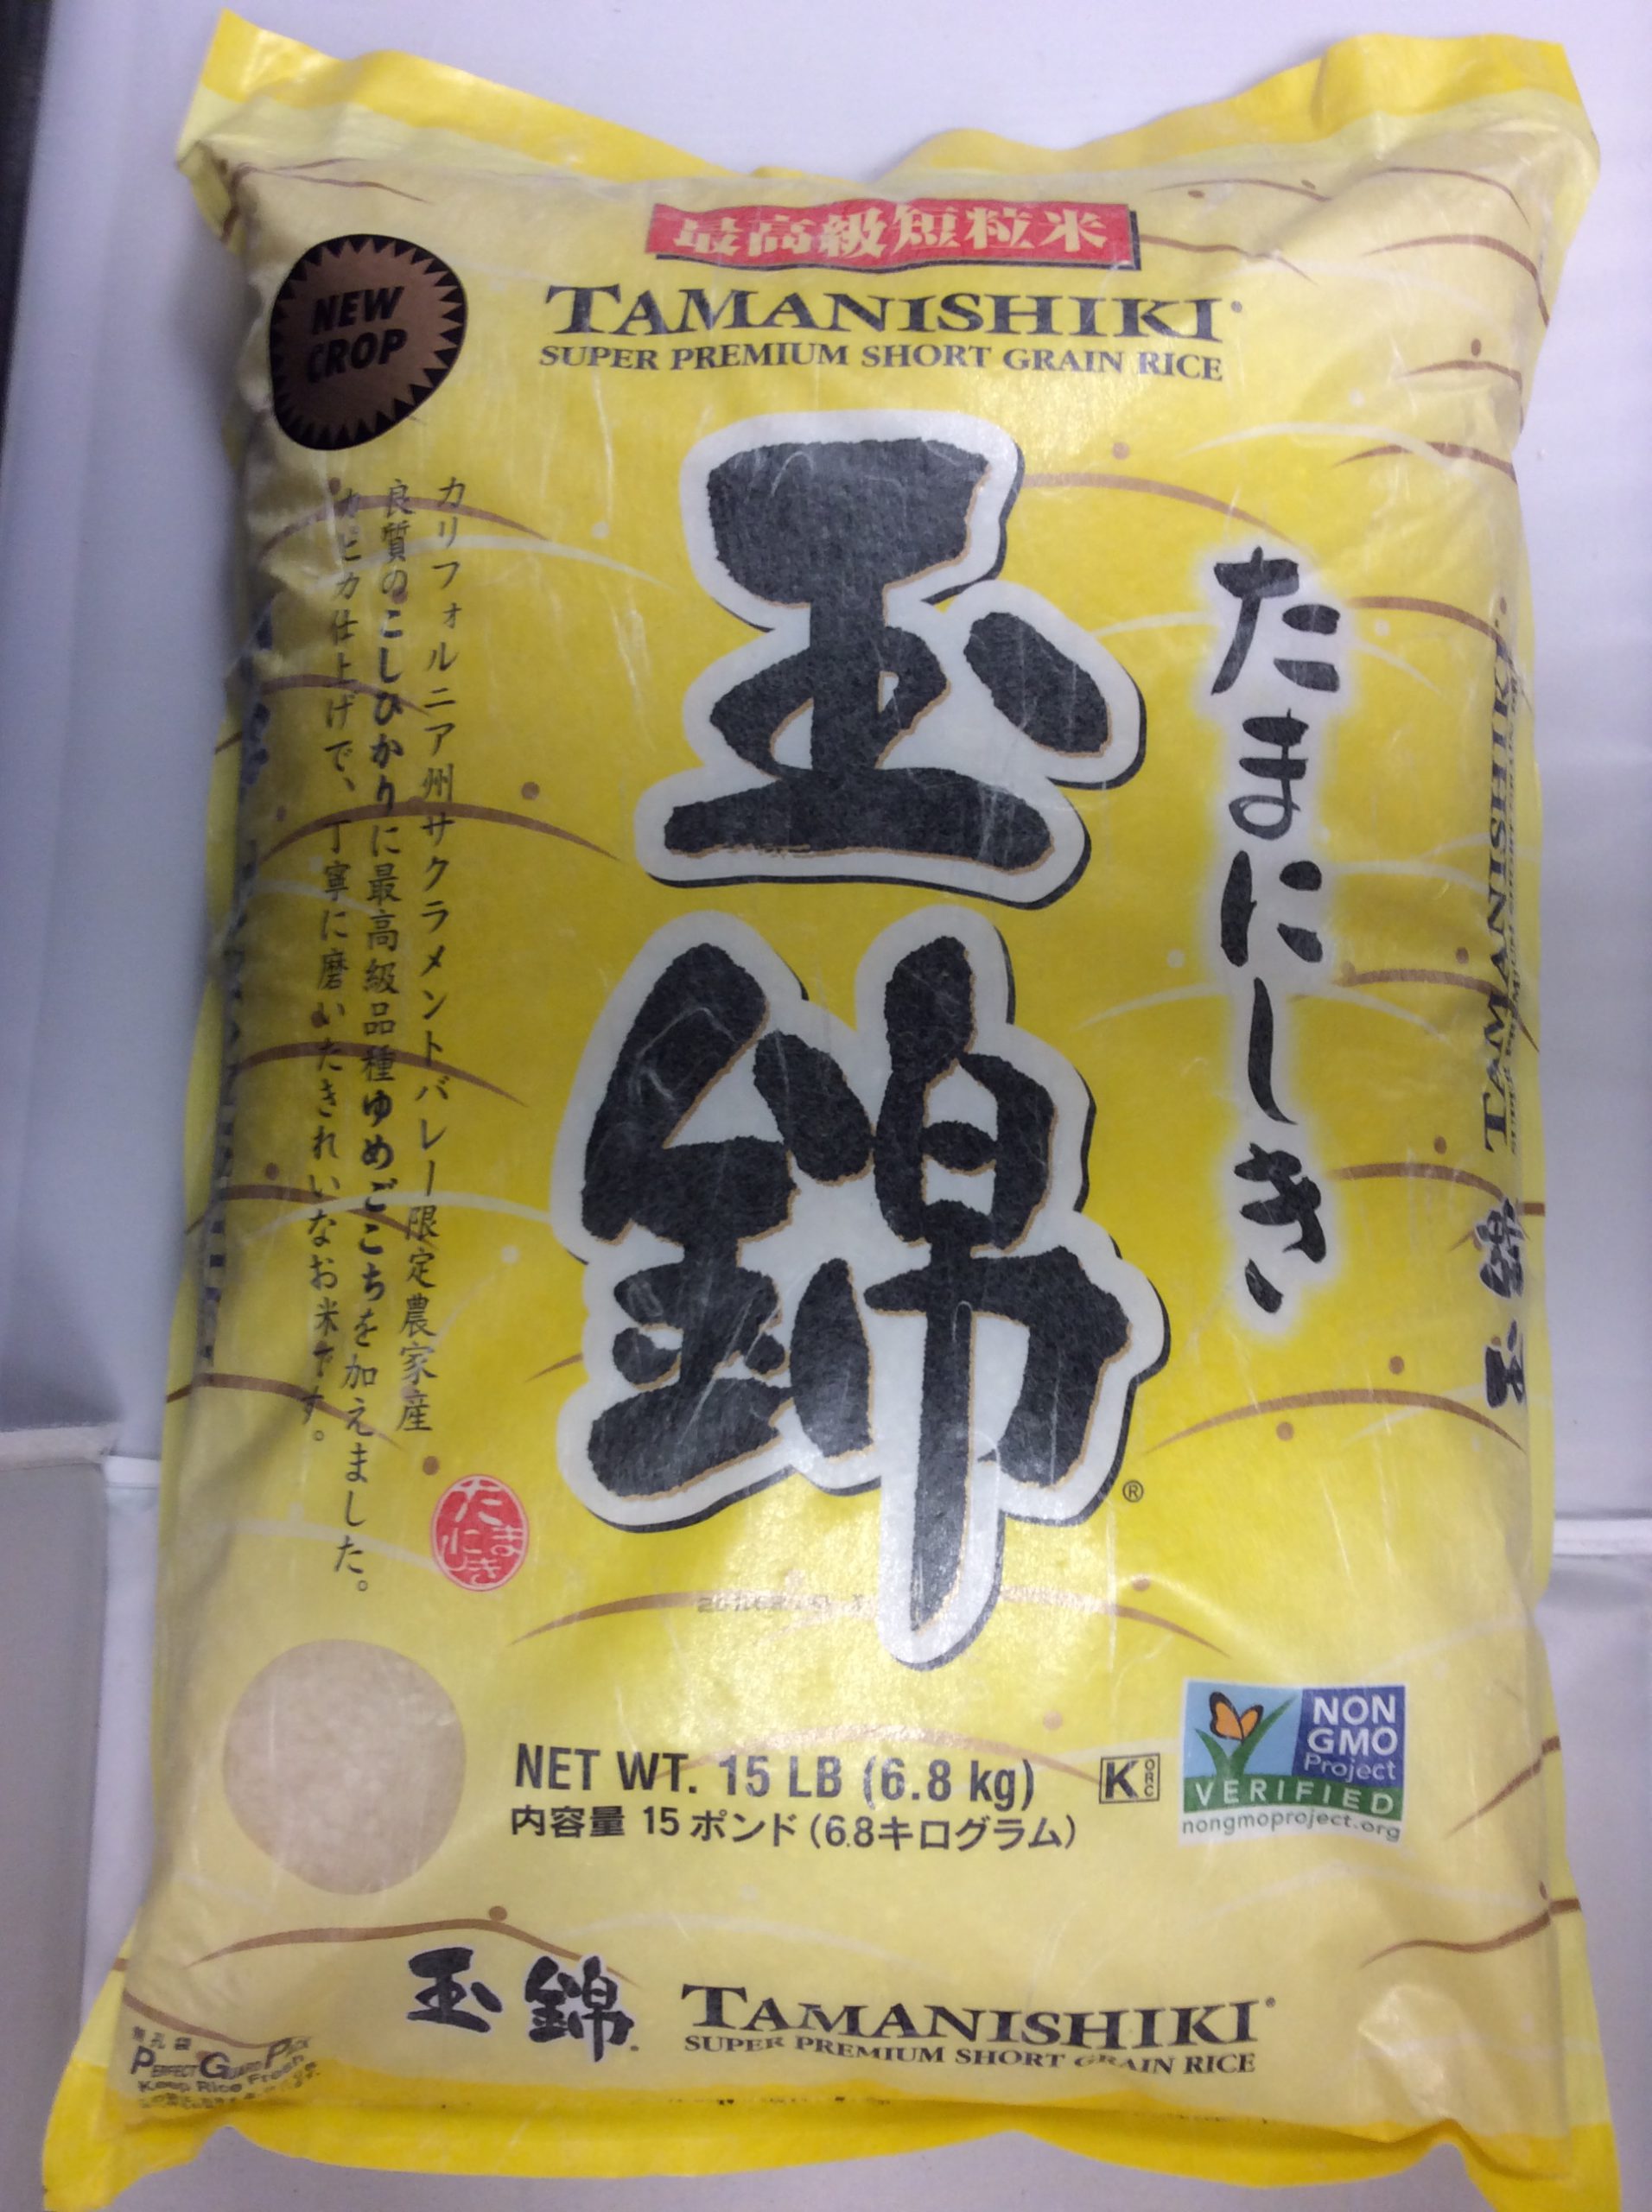 最高級短粒米
TAMANISHIKI
SUPER PREMIUM SHORT GRAIN RICE
NEW
CROP
玉錦
®
たまにしき
カリフォルニア州サクラメントバレー限定農家産
良質のこしひかりに最高級品種ゆめごこちを加えました。
カピカ仕上げで、丁寧に磨いたきれいなお米です。
たまにしき
NET WT. 15 LB (6.8 kg)
内容量 15ポンド(6.8キログラム)
K
ORC
NON
GMO
Project
VERIFIED
nongmoproject.org
玉錦
TAMANISHIKI
SUPER PREMIUM SHORT GRAIN RICE
PERFECT GUARD PACK
Keep Rice Fresh
TAMANISHIKI
玉錦